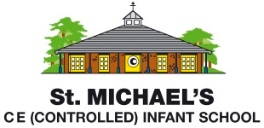 St. MICHAEL'S
C E (CONTROLLED) INFANT SCHOOL